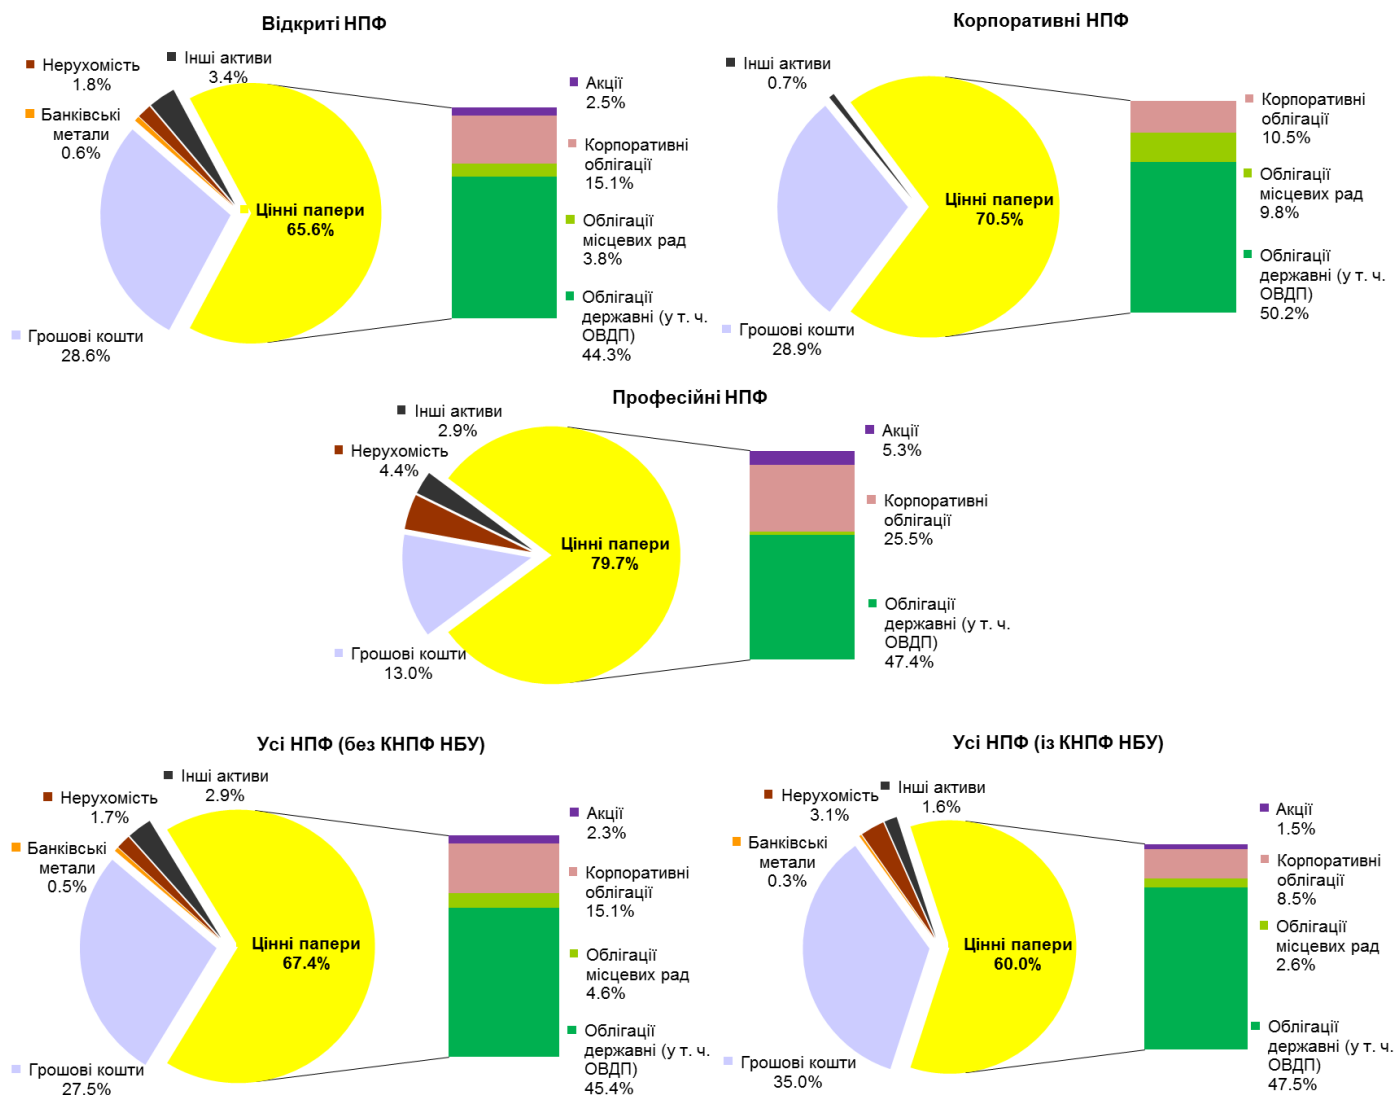 Відкриті НПФ
Нерухомість
1.8%
Інші активи
3.4%
Банківські
метали
0.6%
Цінні папери
65.6%
Грошові кошти
28.6%
Акції
2.5%
Корпоративні
облігації
15.1%
Облігації
місцевих рад
3.8%
Облігації
державні (у т. ч.
ОВДП)
44.3%
Корпоративні НПФ
Інші активи
0.7%
Цінні папери
70.5%
Грошові кошти
28.9%
Корпоративні
облігації
10.5%
Облігації
місцевих рад
9.8%
Облігації
державні (у т. ч.
ОВДП)
50.2%
Професійні НПФ
Інші активи
2.9%
Нерухомість
4.4%
Цінні папери
79.7%
Грошові кошти
13.0%
Акції
5.3%
Корпоративні
облігації
25.5%
Облігації
державні (у т. ч.
ОВДП)
47.4%
Усі НПФ (без КНПФ НБУ)
Інші активи
2.9%
Нерухомість
1.7%
Банківські
метали
0.5%
Цінні папери
67.4%
Грошові кошти
27.5%
Акції
2.3%
Корпоративні
облігації
15.1%
Облігації
місцевих рад
4.6%
Облігації
державні (у т. ч.
ОВДП)
45.4%
Усі НПФ (із КНПФ НБУ)
Інші активи
1.6%
Нерухомість
3.1%
Банківські
метали
0.3%
Цінні папери
60.0%
Грошові кошти
35.0%
Акції
1.5%
Корпоративні
облігації
8.5%
Облігації
місцевих рад
2.6%
Облігації
державні (у т. ч.
ОВДП)
47.5%